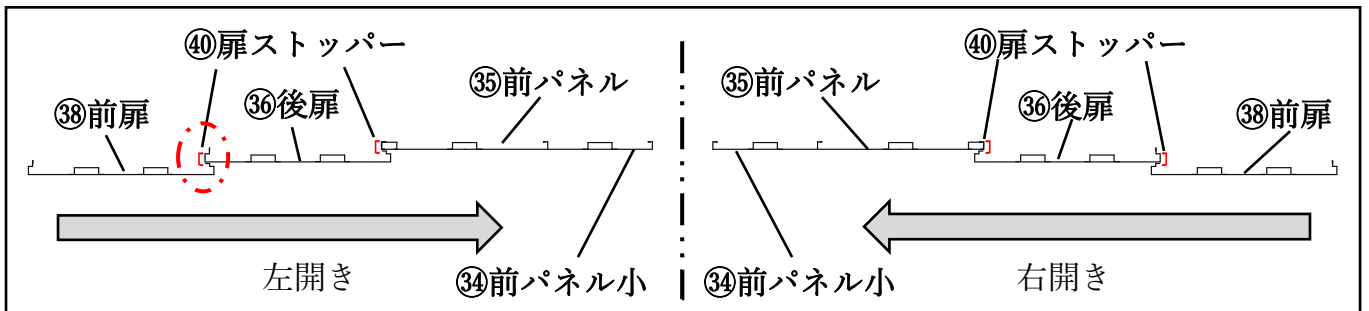 ㊵扉ストッパー
㊳前扉
㊱後扉
㉟前パネル
㉞前パネル小
左開き
㊵扉ストッパー
㉟前パネル
㊱後扉
㊳前扉
㉞前パネル小
右開き